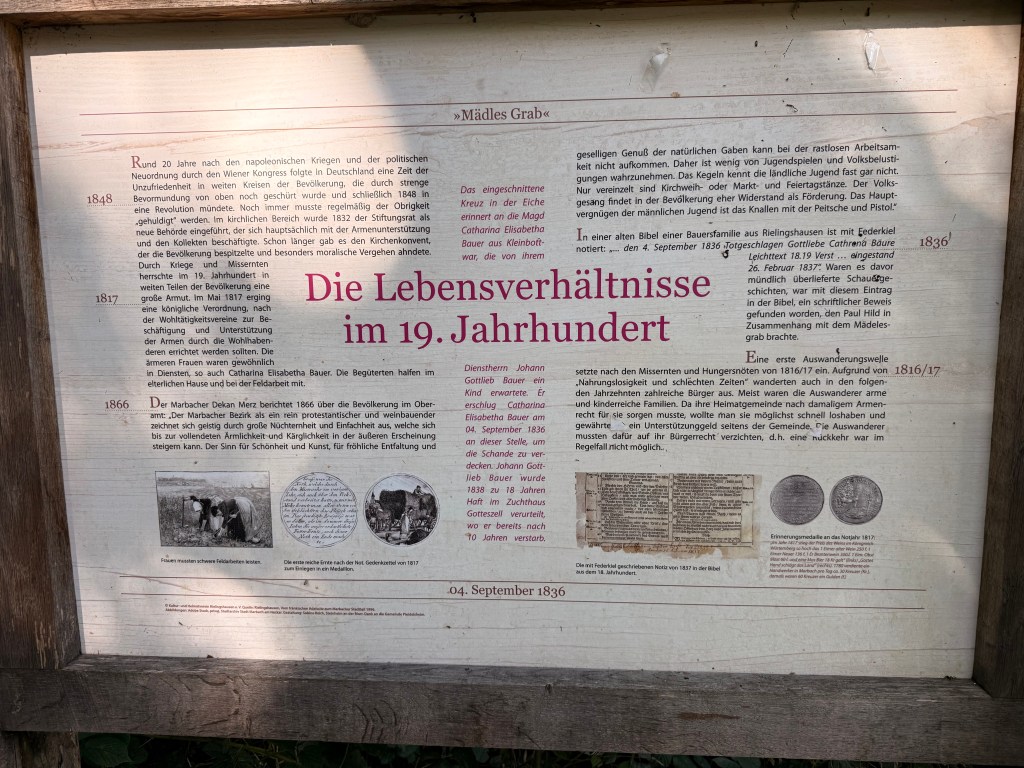 »Mädles Grab«
Die Lebensverhältnisse
im 19. Jahrhundert
1848
Rund 20 Jahre nach den napoleonischen Kriegen und der politischen
Neuordnung durch den Wiener Kongress folgte in Deutschland eine Zeit der
Unzufriedenheit in weiten Kreisen der Bevölkerung, die durch strenge
Bevormundung von oben noch geschürt wurde und schließlich 1848 in
eine Revolution mündete. Noch immer musste regelmäßig der Obrigkeit
„gehuldigt“ werden. Im kirchlichen Bereich wurde 1832 der Stiftungsrat als
neue Behörde eingeführt, der sich hauptsächlich mit der Armenunterstützung
und den Kollekten beschäftigte. Schon länger gab es den Kirchenkonvent,
der die Bevölkerung bespitzelte und besonders moralische Vergehen ahndete.
Durch Kriege und Missernten
herrschte im 19. Jahrhundert in
weiten Teilen der Bevölkerung eine
1817
große Armut. Im Mai 1817 erging
eine königliche Verordnung, nach
der Wohltätigkeitsvereine zur Be-
schäftigung und Unterstützung
der Armen durch die Wohlhaben-
deren errichtet werden sollten. Die
ärmeren Frauen waren gewöhnlich
in Diensten, so auch Catharina Elisabetha Bauer. Die Begüterten halfen im
elterlichen Hause und bei der Feldarbeit mit.
1866
Der Marbacher Dekan Merz berichtet 1866 über die Bevölkerung im Ober-
amt: „Der Marbacher Bezirk als ein rein protestantischer und weinbauender
zeichnet sich geistig durch große Nüchternheit und Einfachheit aus, welche sich
bis zur vollendeten Ärmlichkeit und Kärglichkeit in der äußeren Erscheinung
steigern kann. Der Sinn für Schönheit und Kunst, für fröhliche Entfaltung und
Das eingeschnittene
Kreuz in der Eiche
erinnert an die Magd
Catharina Elisabetha
Bauer aus Kleinbott-
war, die von ihrem
Dienstherrn Johann
Gottlieb Bauer ein
Kind erwartete. Er
erschlug Catharina
Elisabetha Bauer am
04. September 1836
an dieser Stelle, um
die Schande zu ver-
decken. Johann Gott-
lieb Bauer wurde
1838 zu 18 Jahren
Haft im Zuchthaus
Gotteszell verurteilt,
wo er bereits nach
10 Jahren verstarb.
geselligen Genuß der natürlichen Gaben kann bei der rastlosen Arbeitsam-
keit nicht aufkommen. Daher ist wenig von Jugendspielen und Volksbelusti-
gungen wahrzunehmen. Das Kegeln kennt die ländliche Jugend fast gar nicht.
Nur vereinzelt sind Kirchweih- oder Markt- und Feiertagstänze. Der Volks-
gesang findet in der Bevölkerung eher Widerstand als Förderung. Das Haupt-
vergnügen der männlichen Jugend ist das Knallen mit der Peitsche und Pistol.“
In einer alten Bibel einer Bauersfamilie aus Rielingshausen ist mit Federkiel
1836
notiert: „... den 4. September 1836 Totgeschlagen Gottliebe Cathrena Bäure
Leichttext 18.19 Verst ... eingestand
26. Februar 1837“. Waren es davor
mündlich überlieferte Schauerge-
schichten, war mit diesem Eintrag
in der Bibel, ein schriftlicher Beweis
gefunden worden, den Paul Hild in
Zusammenhang mit dem Mädeles-
grab brachte.
Eine erste Auswanderungswelle
1816/17
setzte nach den Missernten und Hungersnöten von 1816/17 ein. Aufgrund von
„Nahrungslosigkeit und schlechten Zeiten“ wanderten auch in den folgen-
den Jahrzehnten zahlreiche Bürger aus. Meist waren die Auswanderer arme
und kinderreiche Familien. Da ihre Heimatgemeinde nach damaligem Armen-
recht für sie sorgen musste, wollte man sie möglichst schnell loshaben und
gewährte ein Unterstützungsgeld seitens der Gemeinde. Die Auswanderer
mussten dafür auf ihr Bürgerrecht verzichten, d.h. eine Rückkehr war im
Regelfall nicht möglich.
Frauen mussten schwere Feldarbeiten leisten.
Die erste reiche Ernte nach der Not. Gedenkzettel von 1817
zum Einlegen in ein Medaillon.
Die mit Federkiel geschriebenen Notiz von 1837 in der Bibel
aus dem 18. Jahrhundert.
Erinnerungsmedaille an das Notjahr 1817:
04. September 1836